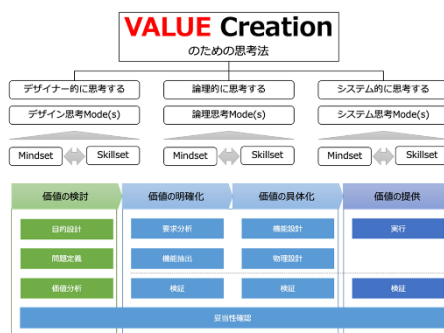 VALUE Creation
のための思考法
デザイナー的に思考する
論理的に思考する
システム的に思考する
デザイン思考Mode(s)
論理思考Mode(s)
システム思考Mode(s)
Mindset
Skillset
Mindset
Skillset
Mindset
Skillset
価値の検討
価値の明確化
価値の具体化
価値の提供
目的設計
要求分析
機能設計
実行
問題定義
機能抽出
物理設計
価値分析
検証
検証
検証
妥当性確認